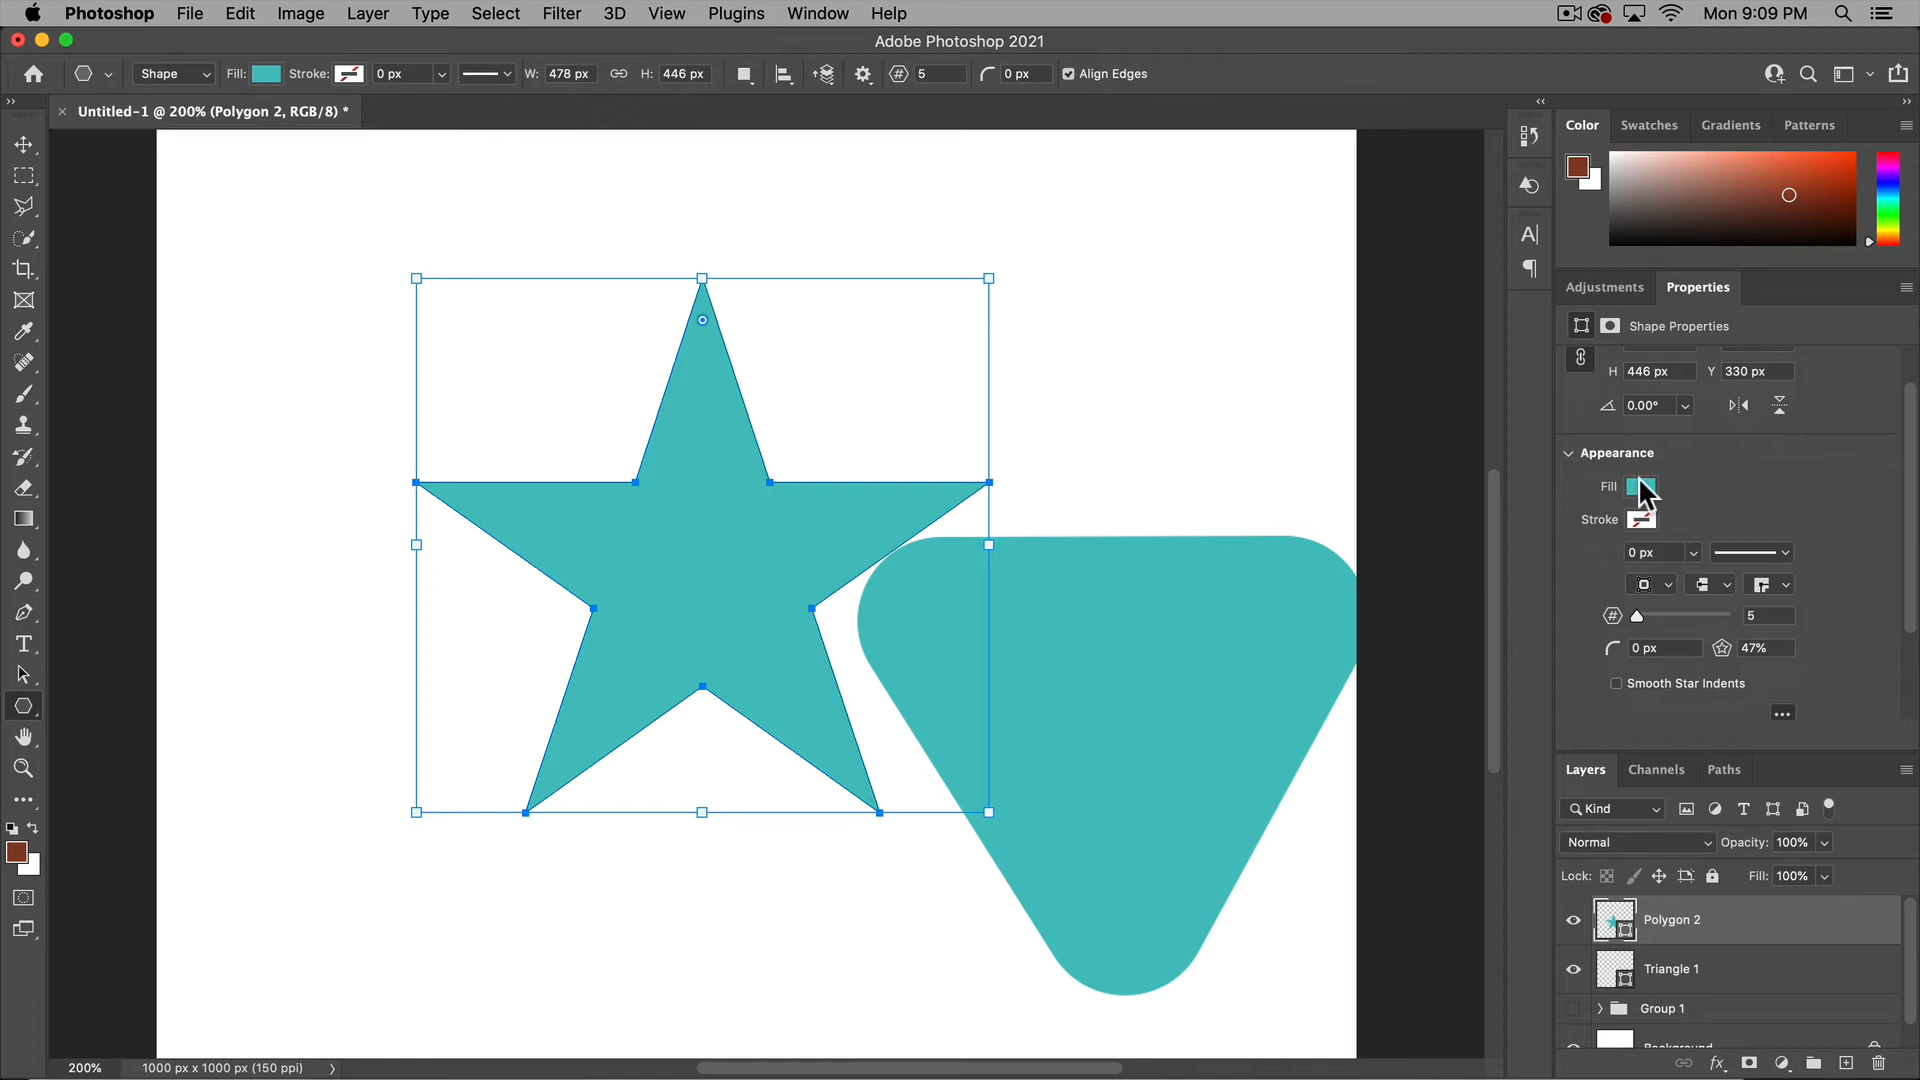 Photoshop File Edit Image Layer Type Select Filter 3D View Plugins Window Help Mon 9:09 PM
Adobe Photoshop 2021
Shape Fill: Stroke: 0 px W: 478 px H: 446 px 5 0 px Align Edges
Untitled-1 @ 200% (Polygon 2, RGB/8) *
Color Swatches Gradients Patterns
Adjustments Properties
Shape Properties
H 446 px Y 330 px
0.00°
Appearance
Fill
Stroke
0 px
5
0 px 47%
Smooth Star Indents
Layers Channels Paths
Kind
Normal Opacity: 100%
Lock: Fill: 100%
Polygon 2
Triangle 1
Group 1
Background
200% 1000 px x 1000 px (150 ppi)